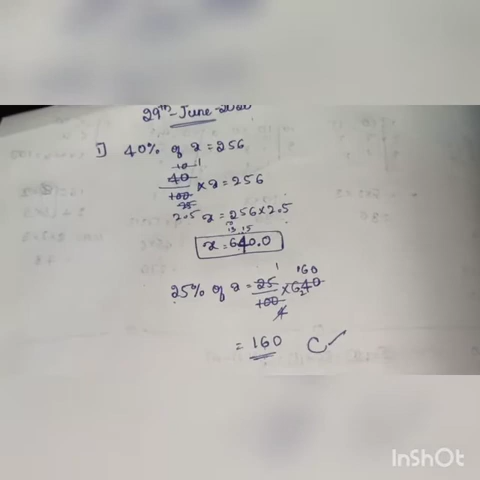 29th-June-2020
1] 40% of x = 256
40/100 × x = 256
2.5 x = 256 × 2.5
x = 640.0
25% of x = 25/100 × 640
= 160 C ✓
InShOt